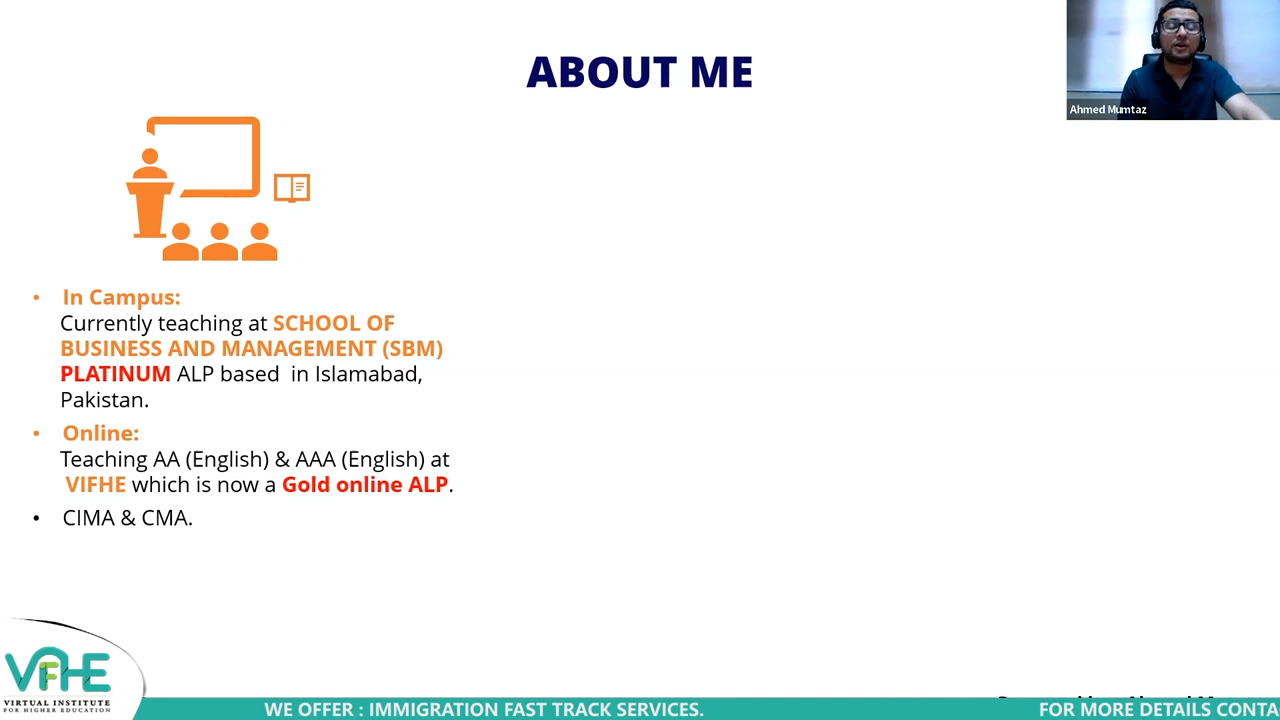 ABOUT ME
Ahmed Mumtaz
• In Campus:
Currently teaching at SCHOOL OF
BUSINESS AND MANAGEMENT (SBM)
PLATINUM ALP based in Islamabad,
Pakistan.
• Online:
Teaching AA (English) & AAA (English) at
VIFHE which is now a Gold online ALP.
• CIMA & CMA.
VIFHE
VIRTUAL INSTITUTE
FOR HIGHER EDUCATION
WE OFFER : IMMIGRATION FAST TRACK SERVICES.
FOR MORE DETAILS CONTA